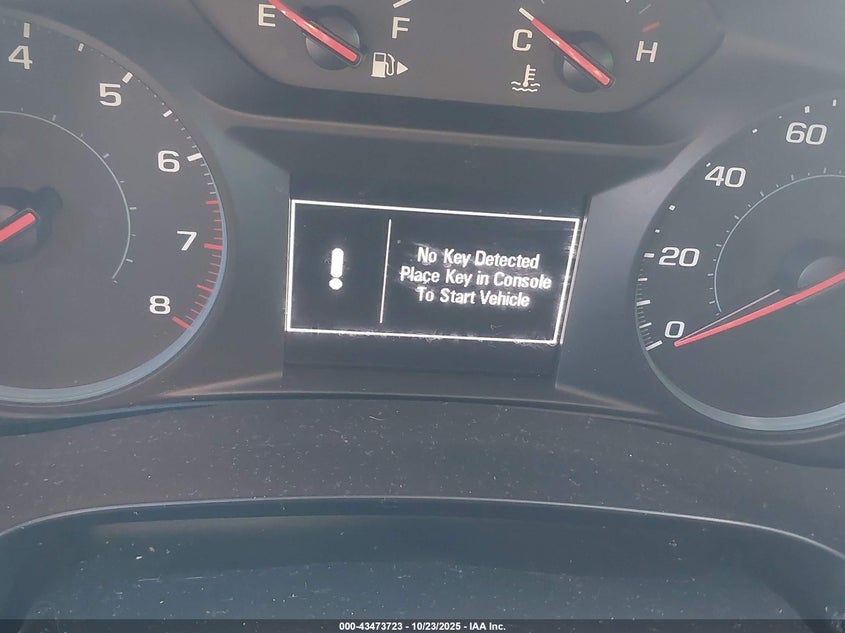 E
F
C
H
4
5
6
7
8
No Key Detected
Place Key in Console
To Start Vehicle
60
40
20
0
000-43473723 - 10/23/2025 - IAA Inc.